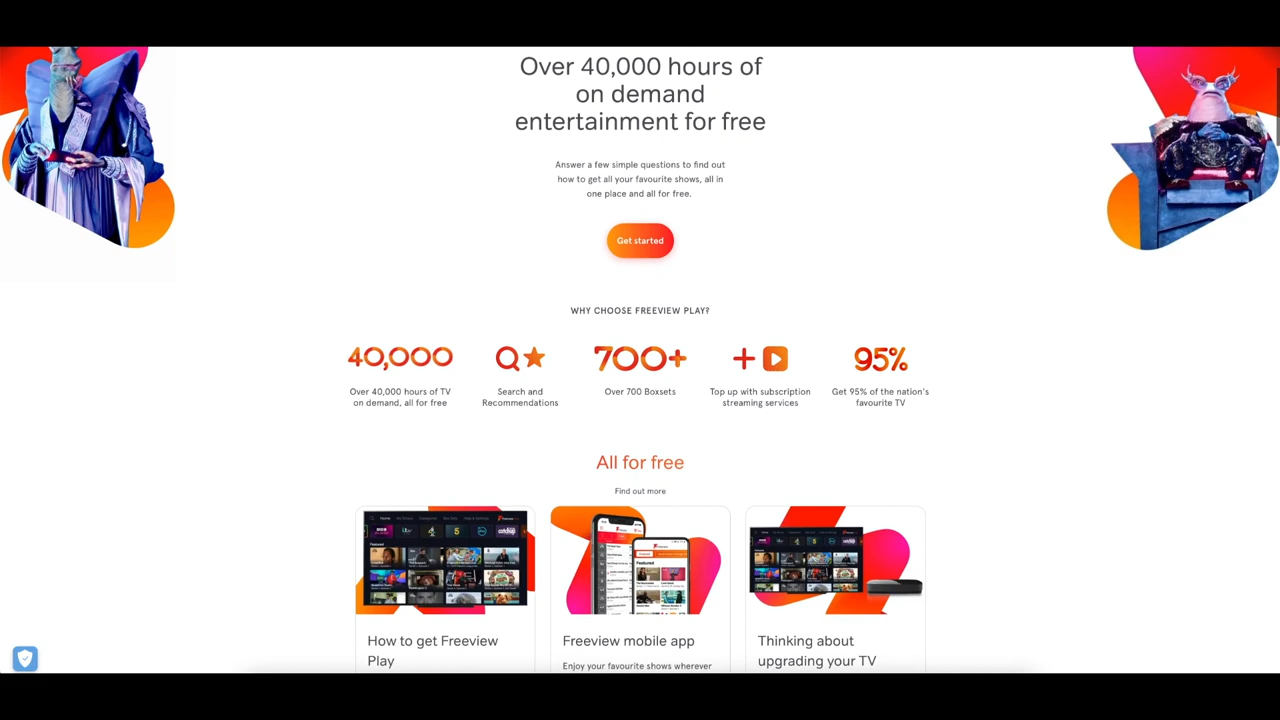 Over 40,000 hours of
on demand
entertainment for free
Answer a few simple questions to find out
how to get all your favourite shows, all in
one place and all for free.
Get started
WHY CHOOSE FREEVIEW PLAY?
40,000
700+
95%
Over 40,000 hours of TV
on demand, all for free
Search and
Recommendations
Over 700 Boxsets
Top up with subscription
streaming services
Get 95% of the nation's
favourite TV
All for free
Find out more
Home
Featured
Featured
How to get Freeview
Play
Freeview mobile app
Enjoy your favourite shows wherever
Thinking about
upgrading your TV